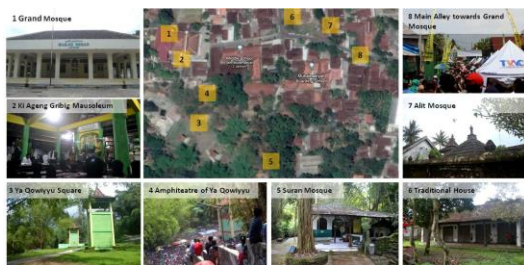 1 Grand Mosque
2 Ki Ageng Gribig Mausoleum
3 Ya Qowiyyu Square
4 Amphiteatre of Ya Qowiyyu
5 Suran Mosque
6 Traditional House
7 Alit Mosque
8 Main Alley towards Grand
Mosque
1
2
3
4
5
6
7
8